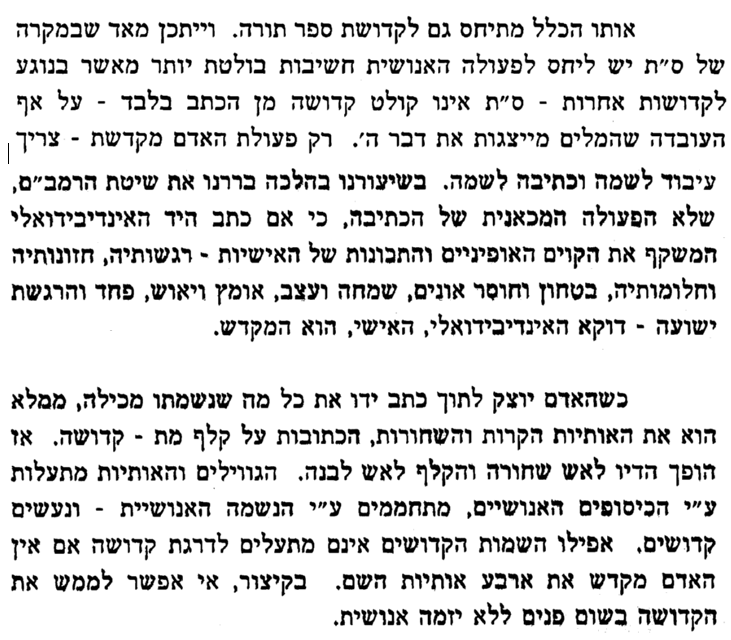 אותו הכלל מתיחס גם לקדושת ספר תורה. וייתכן מאד שבמקרה
של ס״ת יש ליחס לפעולה האנושית חשיבות בולטת יותר מאשר בנוגע
לקדושות אחרות - ס״ת אינו קולט קדושה מן הכתב בלבד - על אף
העובדה שהמלים מייצגות את דבר ה׳. רק פעולת האדם מקדשת - צריך
עיבוד לשמה וכתיבה לשמה. בשיעורנו בהלכה בררנו את שיטת הרמב״ם,
שלא הפעולה המכאנית של הכתיבה, כי אם כתב היד האינדיבידואלי
המשקף את הקוים האופיניים והתכונות של האישיות - רגשותיה, חזונותיה
וחלומותיה, בטחון וחוסר אונים, שמחה ועצב, אומץ ויאוש, פחד והרגשת
ישועה - דוקא האינדיבידואלי, האישי, הוא המקדש.
כשהאדם יוצק לתוך כתב ידו את כל מה שנשמתו מכילה, ממלא
הוא את האותיות הקרות והשחורות, הכתובות על קלף מת - קדושה. אז
הופך הדיו לאש שחורה והקלף לאש לבנה. הגווילים והאותיות מתעלות
ע״י הכיסופים האנושיים, מתחממים ע״י הנשמה האנושיית - ונעשים
קדושים. אפילו השמות הקדושים אינם מתעלים לדרגת קדושה אם אין
האדם מקדש את ארבע אותיות השם. בקיצור, אי אפשר לממש את
הקדושה בשום פנים ללא יזמה אנושית.